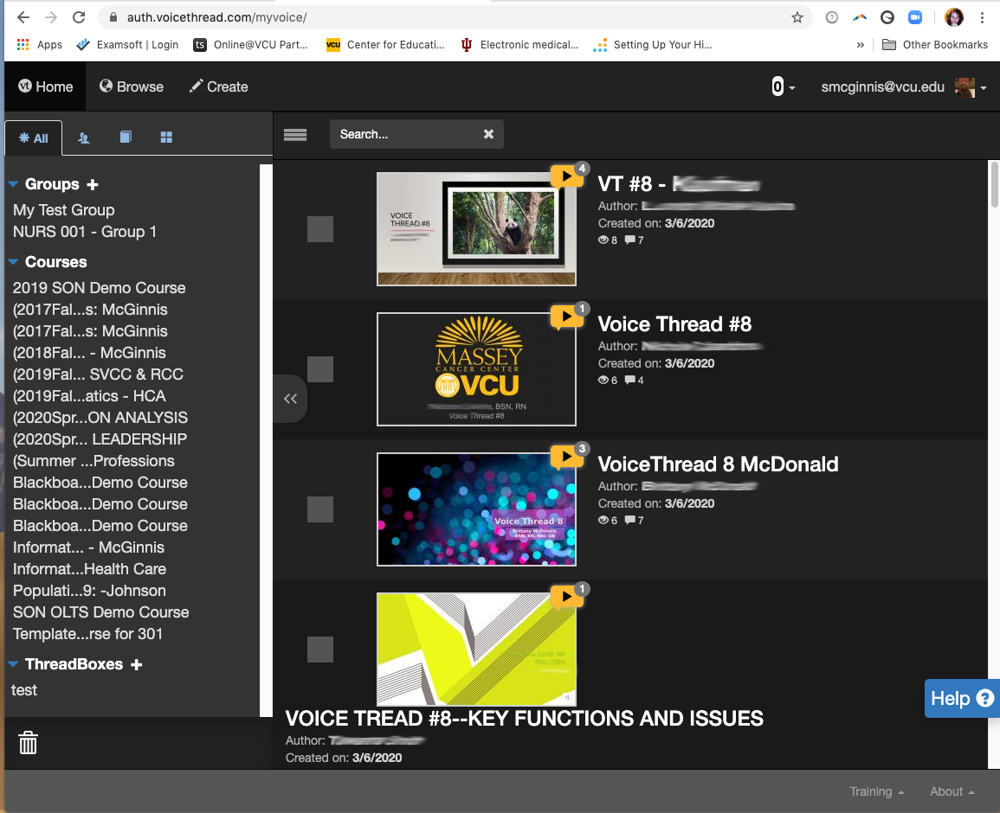 auth.voicethread.com/myvoice/
Apps Examsoft | Login ts Online@VCU Part... VCU Center for Educati... Electronic medical... Setting Up Your Hi... » Other Bookmarks
vt Home Browse Create 0 smcginnis@vcu.edu
All
Search...
Groups +
My Test Group
NURS 001 - Group 1
Courses
2019 SON Demo Course
(2017Fal...s: McGinnis
(2017Fal...s: McGinnis
(2018Fal... - McGinnis
(2019Fal... SVCC & RCC
(2019Fal...atics - HCA
(2020Spr...ON ANALYSIS
(2020Spr... LEADERSHIP
(Summer ...Professions
Blackboa...Demo Course
Blackboa...Demo Course
Blackboa...Demo Course
Informat... - McGinnis
Informat...Health Care
Populati...9: -Johnson
SON OLTS Demo Course
Template...rse for 301
ThreadBoxes +
test
VOICE
THREAD #8
4
VT #8 -
Author:
Created on: 3/6/2020
8 7
MASSEY
CANCER CENTER
VCU
, BSN, RN
Voice Thread #8
1
Voice Thread #8
Author:
Created on: 3/6/2020
6 4
Voice Thread 8
Brittany McDonald,
BSN, RN, RNC-OB
3
VoiceThread 8 McDonald
Author:
Created on: 3/6/2020
6 7
Smith RN
1
VOICE TREAD #8--KEY FUNCTIONS AND ISSUES
Author:
Created on: 3/6/2020
Help ?
Training About